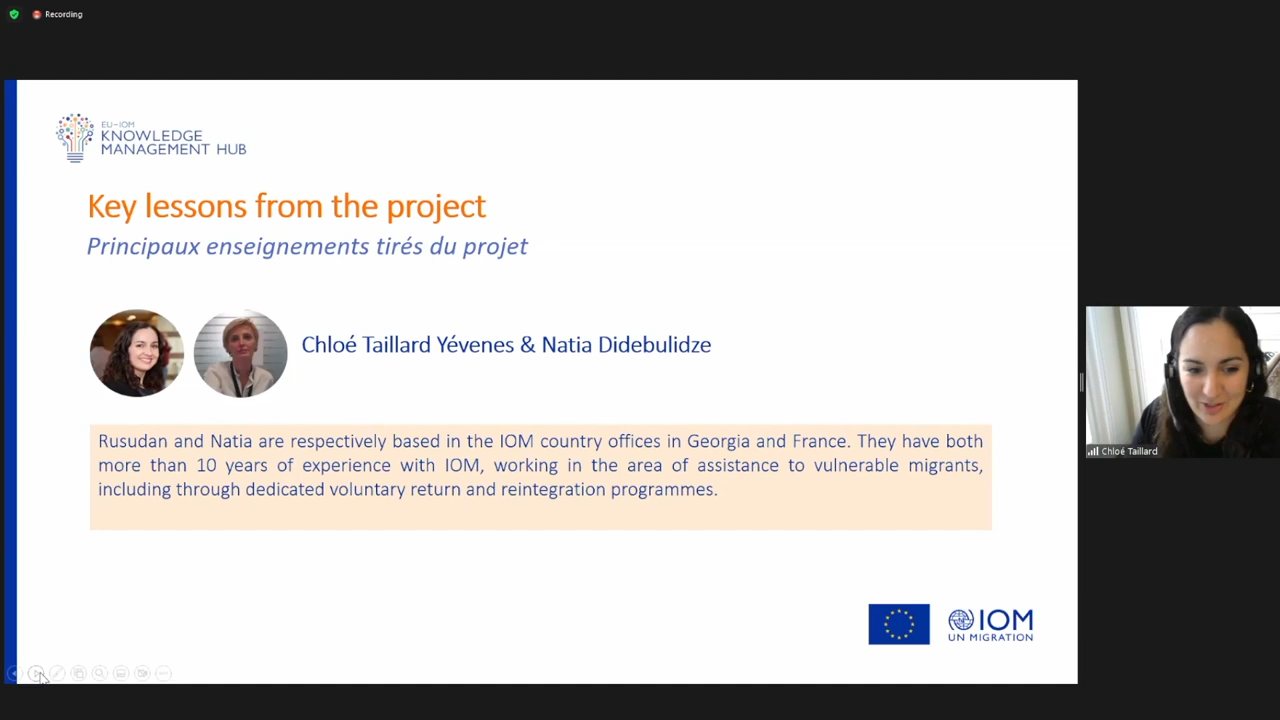 Recording
EU-IOM
KNOWLEDGE
MANAGEMENT HUB
Key lessons from the project
Principaux enseignements tirés du projet
Chloé Taillard Yévenes & Natia Didebulidze
Rusudan and Natia are respectively based in the IOM country offices in Georgia and France. They have both
more than 10 years of experience with IOM, working in the area of assistance to vulnerable migrants,
including through dedicated voluntary return and reintegration programmes.
Chloé Taillard
IOM
UN MIGRATION